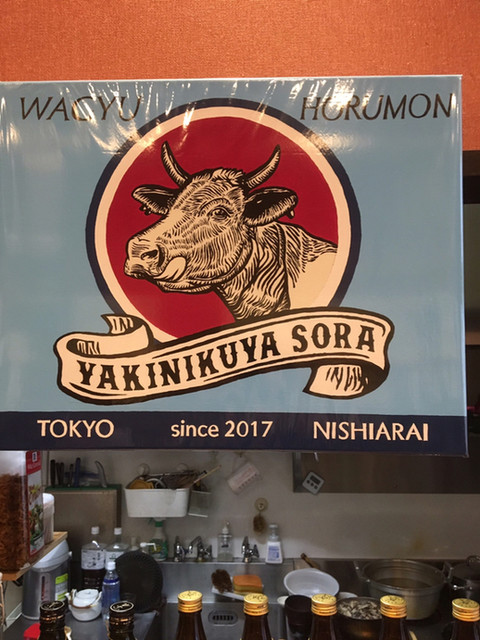 WAGYU HORUMON
YAKINIKUYA SORA
TOKYO since 2017 NISHIARAI